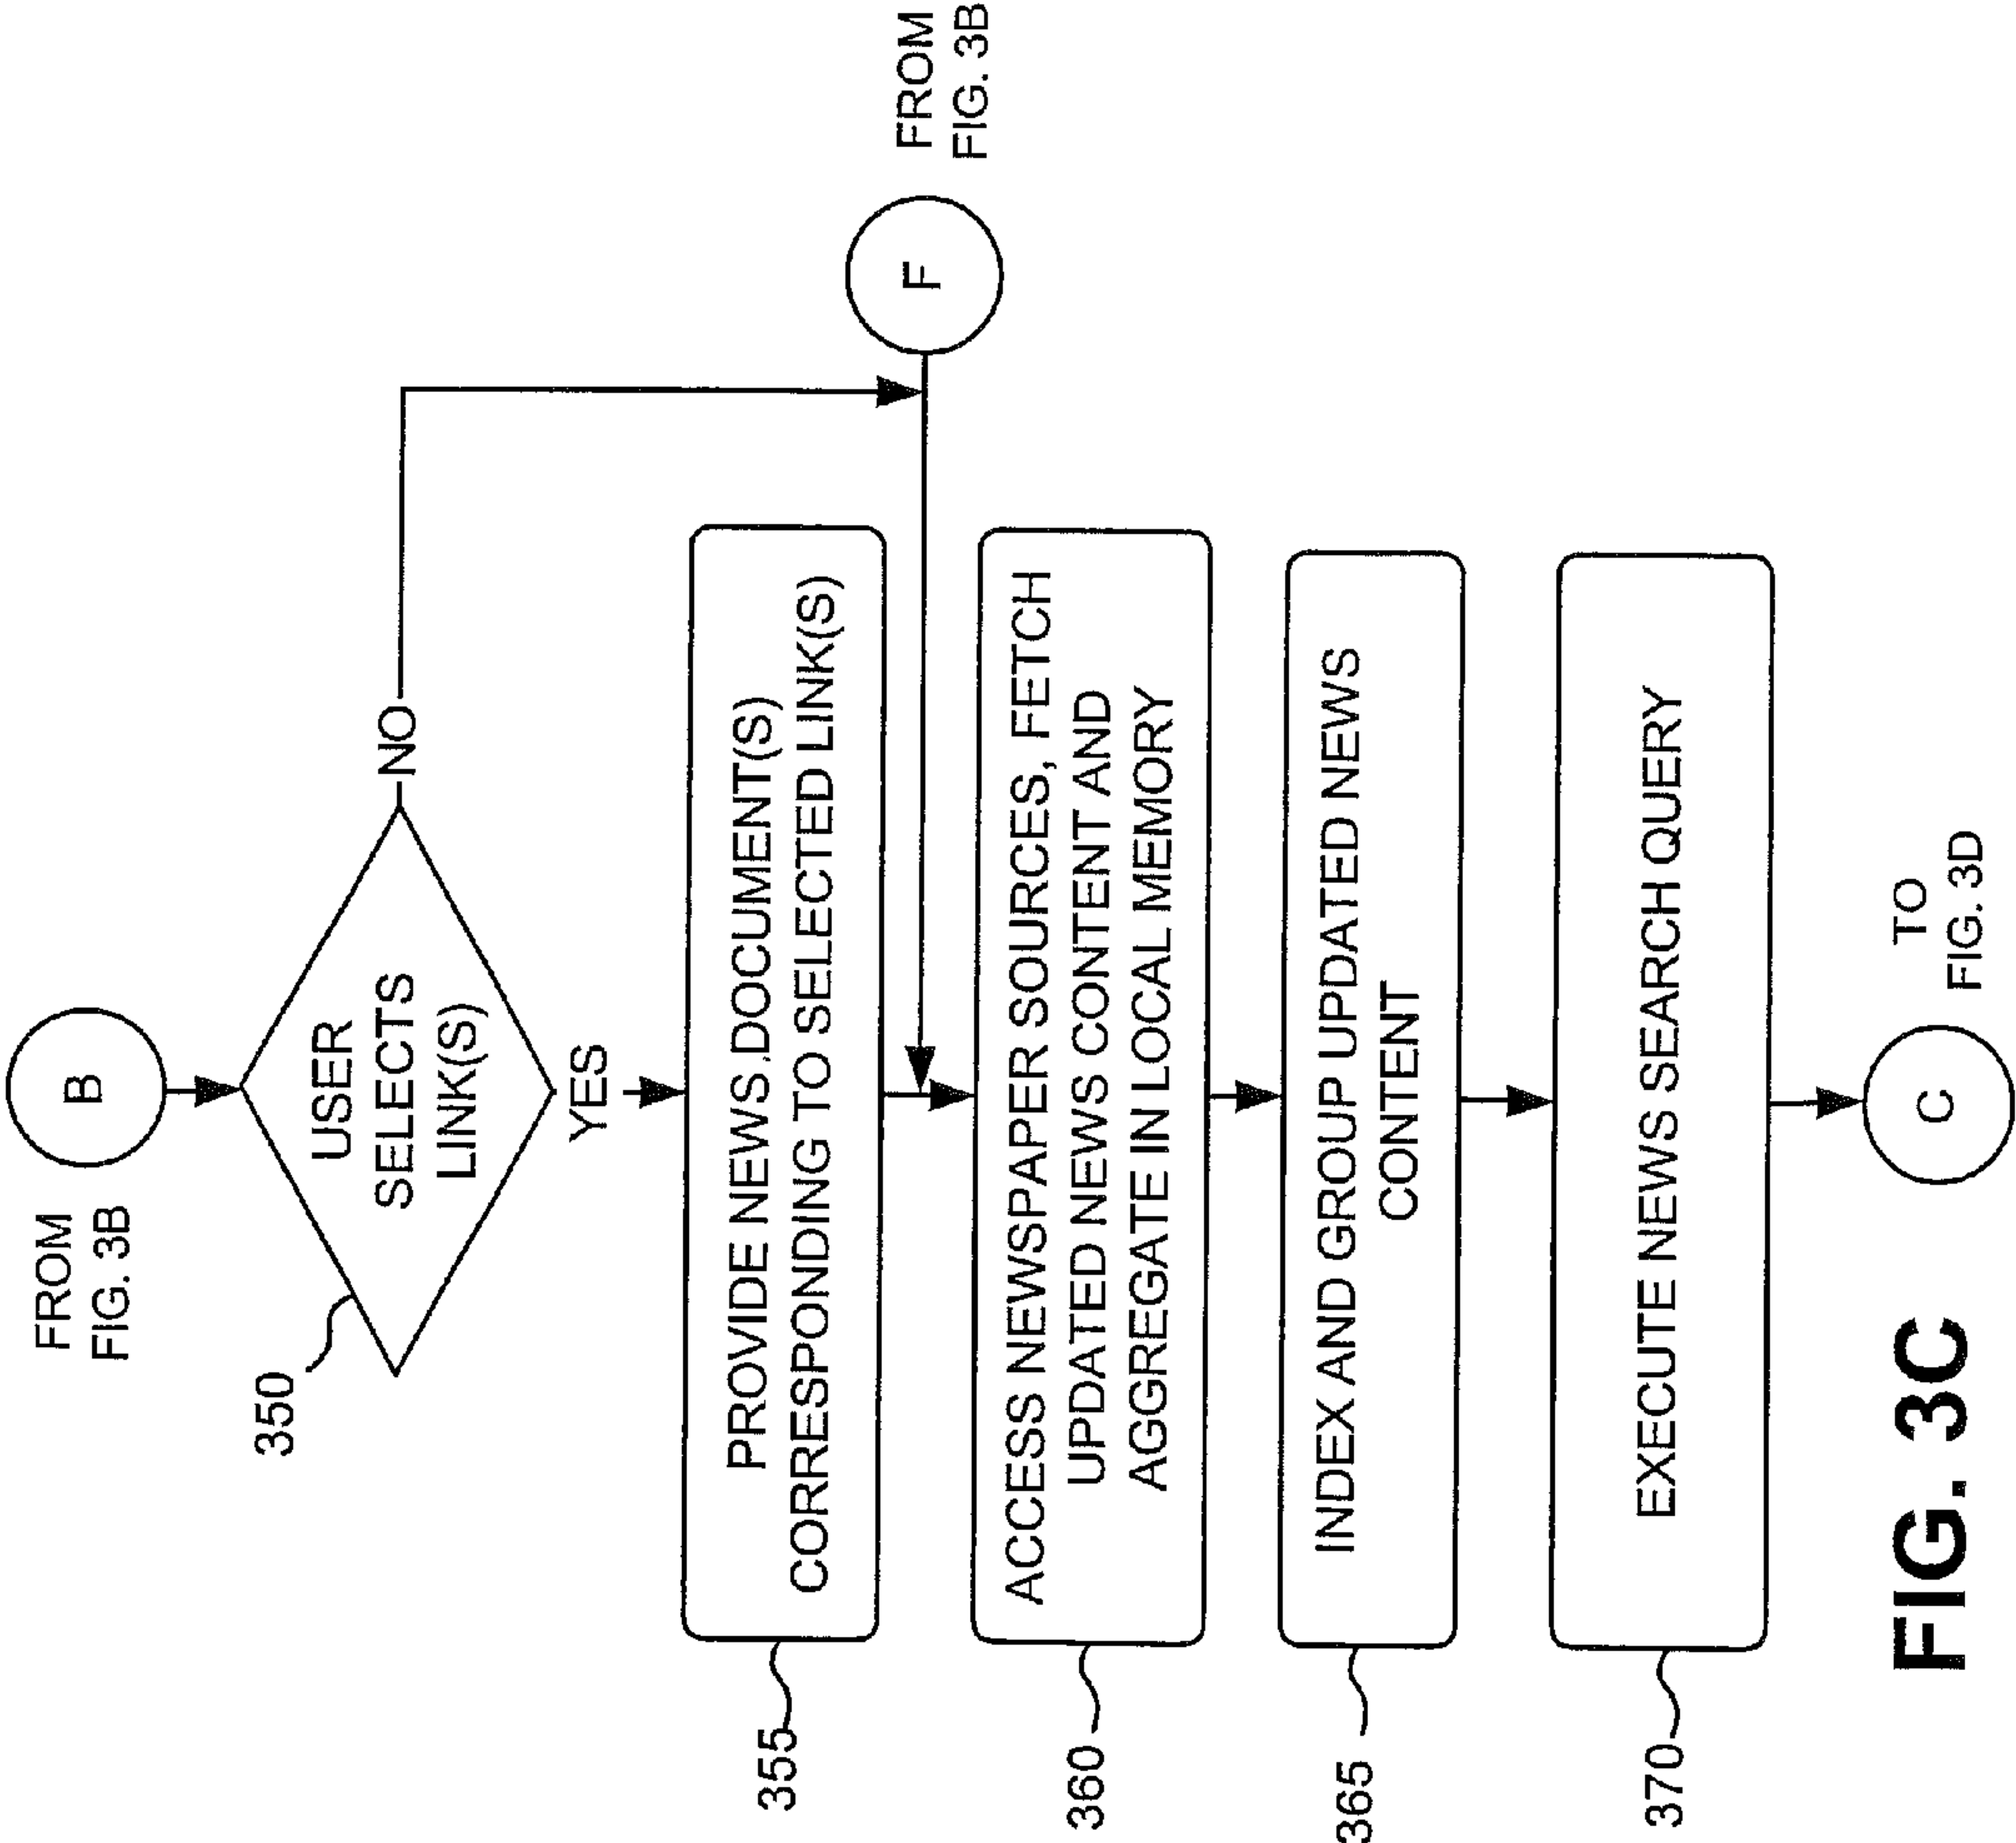 FROM
FIG. 3B
B
350
USER
SELECTS
LINK(S)
NO
YES
FROM
FIG. 3B
F
355
PROVIDE NEWS DOCUMENT(S)
CORRESPONDING TO SELECTED LINK(S)
360
ACCESS NEWSPAPER SOURCES, FETCH
UPDATED NEWS CONTENT AND
AGGREGATE IN LOCAL MEMORY
365
INDEX AND GROUP UPDATED NEWS
CONTENT
370
EXECUTE NEWS SEARCH QUERY
C
TO
FIG. 3D
FIG. 3C